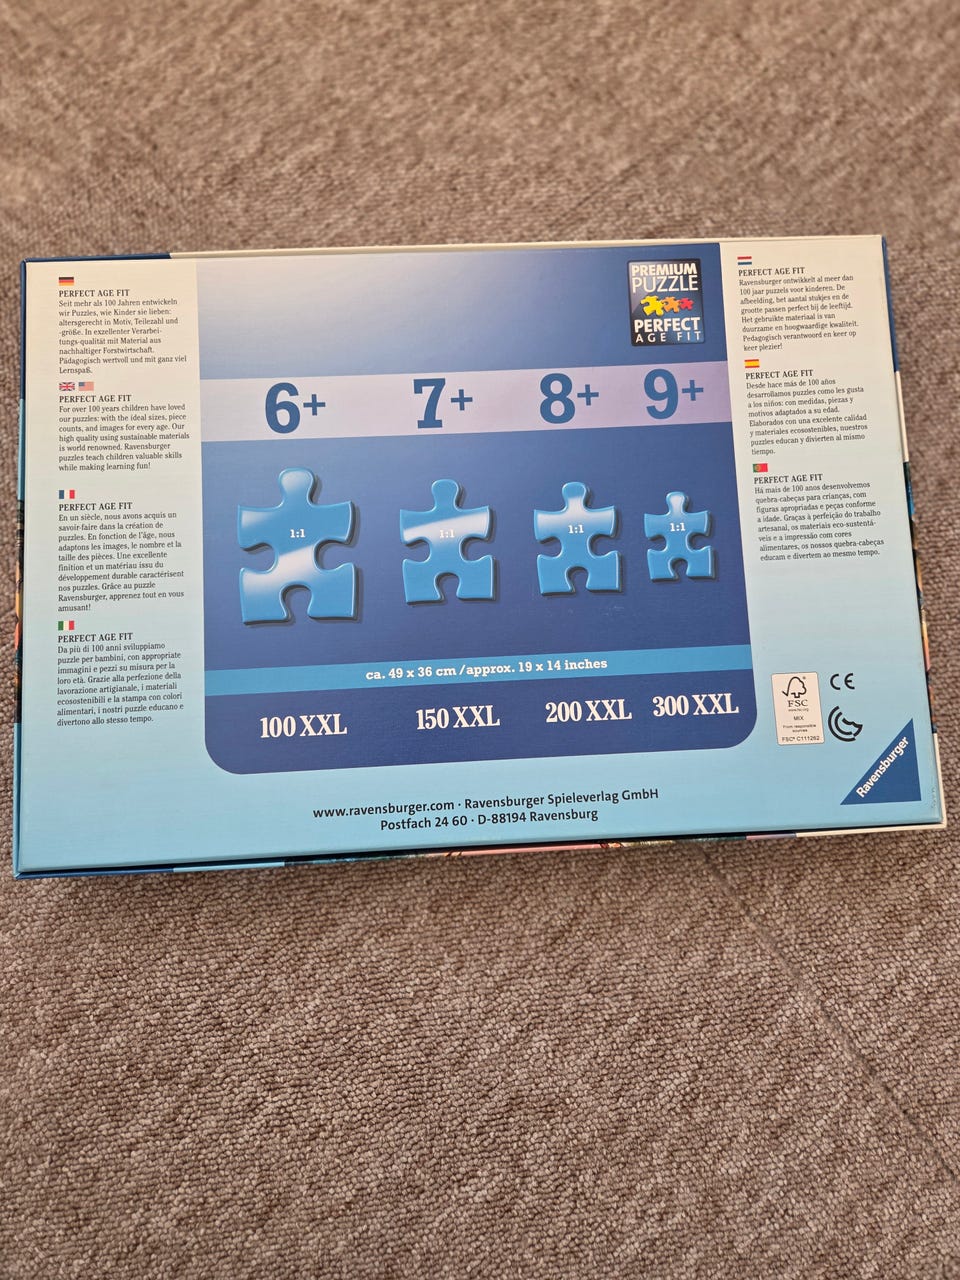 PERFECT AGE FIT
Seit mehr als 100 Jahren entwickeln
wir Puzzles, wie Kinder sie lieben:
altersgerecht in Motiv, Teilezahl und
-größe. In exzellenter Verarbei-
tungs-qualität mit Material aus
nachhaltiger Forstwirtschaft.
Pädagogisch wertvoll und mit ganz viel
Lernspaß.
PERFECT AGE FIT
For over 100 years children have loved
our puzzles: with the ideal sizes, piece
counts, and images for every age. Our
high quality using sustainable materials
is world renowned. Ravensburger
puzzles teach children valuable skills
while making learning fun!
PERFECT AGE FIT
En un siècle, nous avons acquis un
savoir-faire dans la création de
puzzles. En fonction de l'âge, nous
adaptons les images, le nombre et la
taille des pièces. Une excellente
finition et un matériau issu du
développement durable caractérisent
nos puzzles. Grâce au puzzle
Ravensburger, apprenez tout en vous
amusant!
PERFECT AGE FIT
Da più di 100 anni sviluppiamo
puzzle per bambini, con appropriate
immagini e pezzi su misura per la
loro età. Grazie alla perfezione della
lavorazione artigianale, i materiali
ecosostenibili e la stampa con colori
alimentari, i nostri puzzle educano e
divertono allo stesso tempo.
PREMIUM
PUZZLE
PERFECT
AGE FIT
6+ 7+ 8+ 9+
1:1 1:1 1:1 1:1
ca. 49 x 36 cm / approx. 19 x 14 inches
100 XXL 150 XXL 200 XXL 300 XXL
PERFECT AGE FIT
Ravensburger ontwikkelt al meer dan
100 jaar puzzels voor kinderen. De
afbeelding, het aantal stukjes en de
grootte passen perfect bij de leeftijd.
Het gebruikte materiaal is van
duurzame en hoogwaardige kwaliteit.
Pedagogisch verantwoord en keer op
keer plezier!
PERFECT AGE FIT
Desde hace más de 100 años
desarrollamos puzzles como les gusta
a los niños: con medidas, piezas y
motivos adaptados a su edad.
Elaborados con una excelente calidad
y materiales ecosostenibles, nuestros
puzzles educan y divierten al mismo
tiempo.
PERFECT AGE FIT
Há mais de 100 anos desenvolvemos
quebra-cabeças para crianças, com
figuras apropriadas e peças conforme
a idade. Graças à perfeição do trabalho
artesanal, os materiais eco-sustentá-
veis e a impressão com cores
alimentares, os nossos quebra-cabeças
educam e divertem ao mesmo tempo.
FSC
www.fsc.org
MIX
From responsible
sources
FSC® C111262
CE
Ravensburger
www.ravensburger.com · Ravensburger Spieleverlag GmbH
Postfach 24 60 · D-88194 Ravensburg